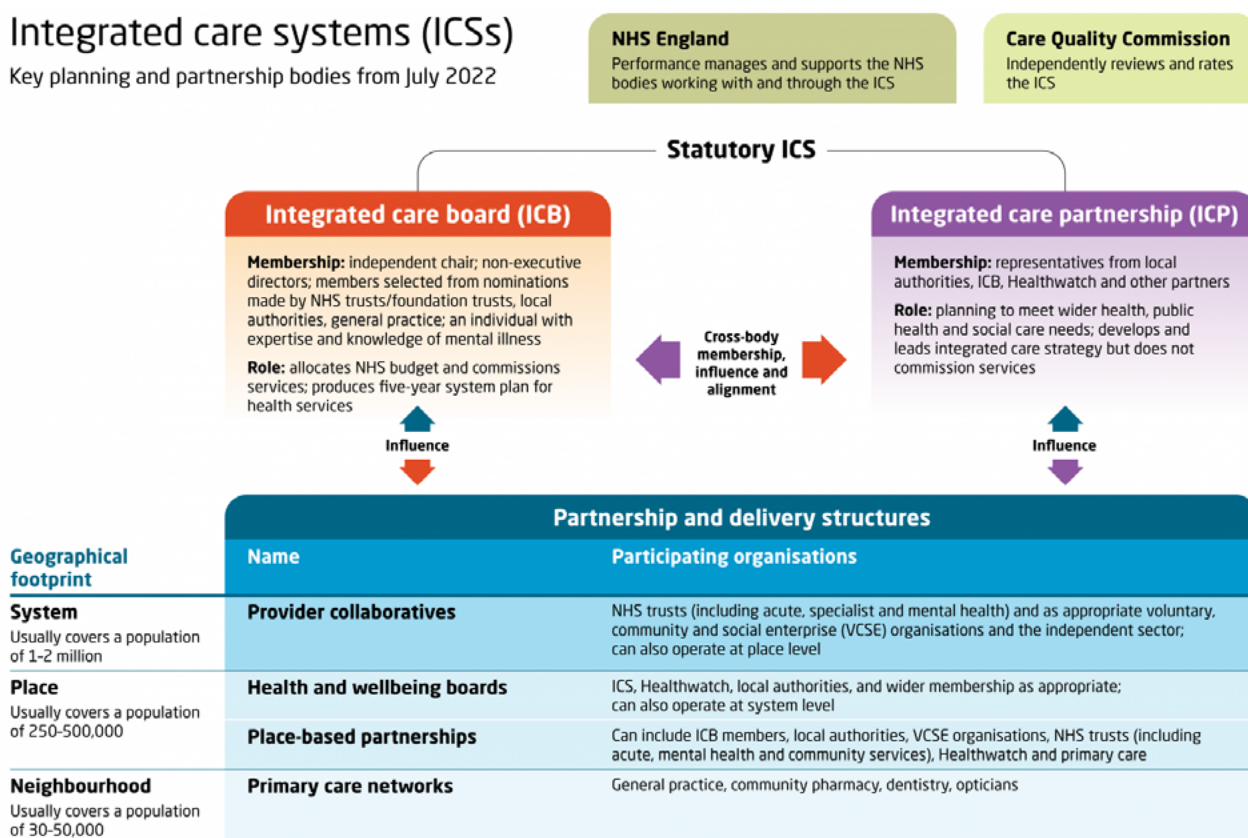 Integrated care systems (ICSs)
Key planning and partnership bodies from July 2022
NHS England
Performance manages and supports the NHS
bodies working with and through the ICS
Care Quality Commission
Independently reviews and rates
the ICS
Statutory ICS
Integrated care board (ICB)
Membership: independent chair; non-executive
directors; members selected from nominations
made by NHS trusts/foundation trusts, local
authorities, general practice; an individual with
expertise and knowledge of mental illness
Role: allocates NHS budget and commissions
services; produces five-year system plan for
health services
Cross-body
membership,
influence and
alignment
Integrated care partnership (ICP)
Membership: representatives from local
authorities, ICB, Healthwatch and other partners
Role: planning to meet wider health, public
health and social care needs; develops and
leads integrated care strategy but does not
commission services
Influence
Influence
Partnership and delivery structures
Geographical
footprint
Name
Participating organisations
System
Usually covers a population
of 1–2 million
Provider collaboratives
NHS trusts (including acute, specialist and mental health) and as appropriate voluntary,
community and social enterprise (VCSE) organisations and the independent sector;
can also operate at place level
Place
Usually covers a population
of 250–500,000
Health and wellbeing boards
ICS, Healthwatch, local authorities, and wider membership as appropriate;
can also operate at system level
Place-based partnerships
Can include ICB members, local authorities, VCSE organisations, NHS trusts (including
acute, mental health and community services), Healthwatch and primary care
Neighbourhood
Usually covers a population
of 30–50,000
Primary care networks
General practice, community pharmacy, dentistry, opticians